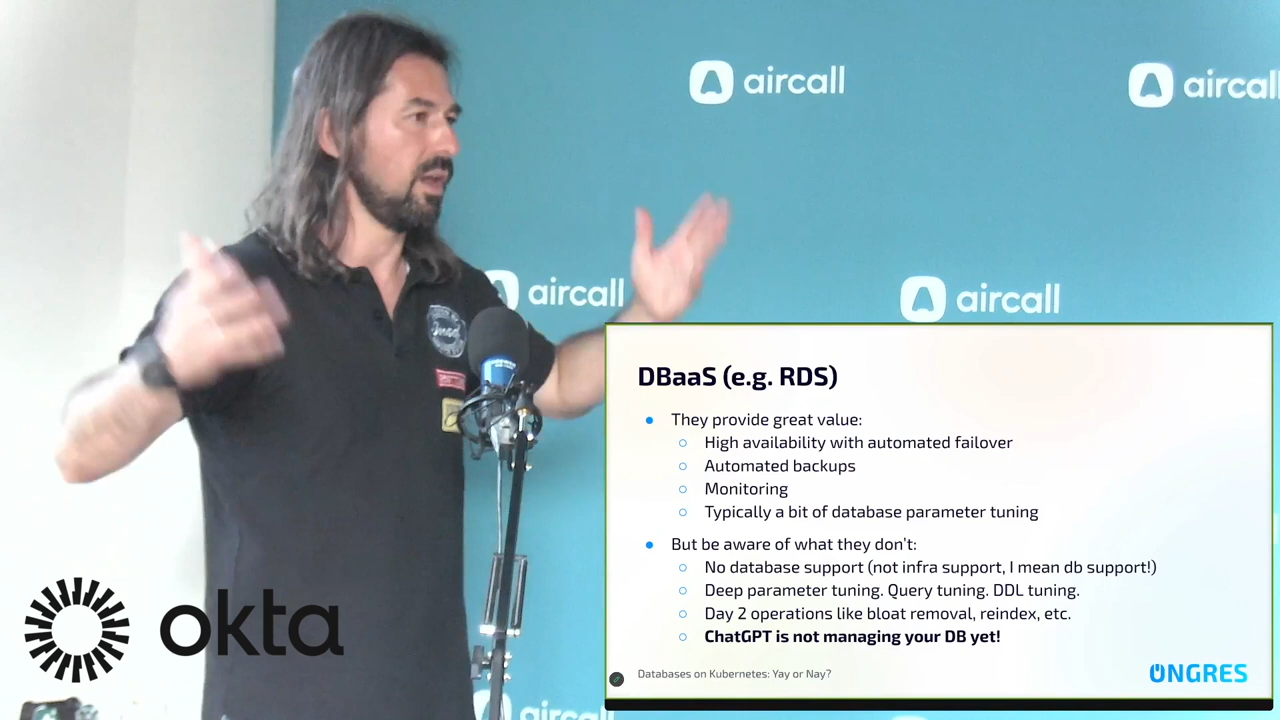 aircall
aircall
aircall
aircall
DBaaS (e.g. RDS)
They provide great value:
High availability with automated failover
Automated backups
Monitoring
Typically a bit of database parameter tuning
But be aware of what they don't:
No database support (not infra support, I mean db support!)
Deep parameter tuning. Query tuning. DDL tuning.
Day 2 operations like bloat removal, reindex, etc.
ChatGPT is not managing your DB yet!
Databases on Kubernetes: Yay or Nay?
ONGRES
okta
aircall